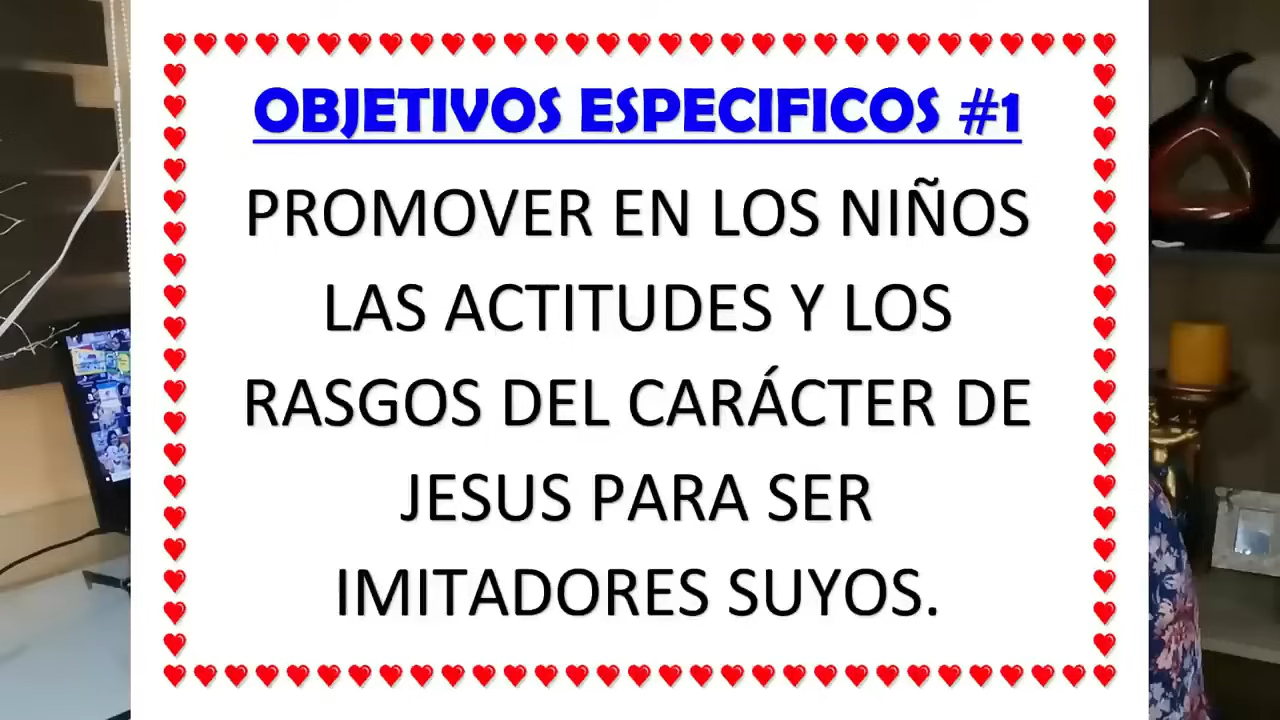 OBJETIVOS ESPECIFICOS #1
PROMOVER EN LOS NIÑOS
LAS ACTITUDES Y LOS
RASGOS DEL CARÁCTER DE
JESUS PARA SER
IMITADORES SUYOS.